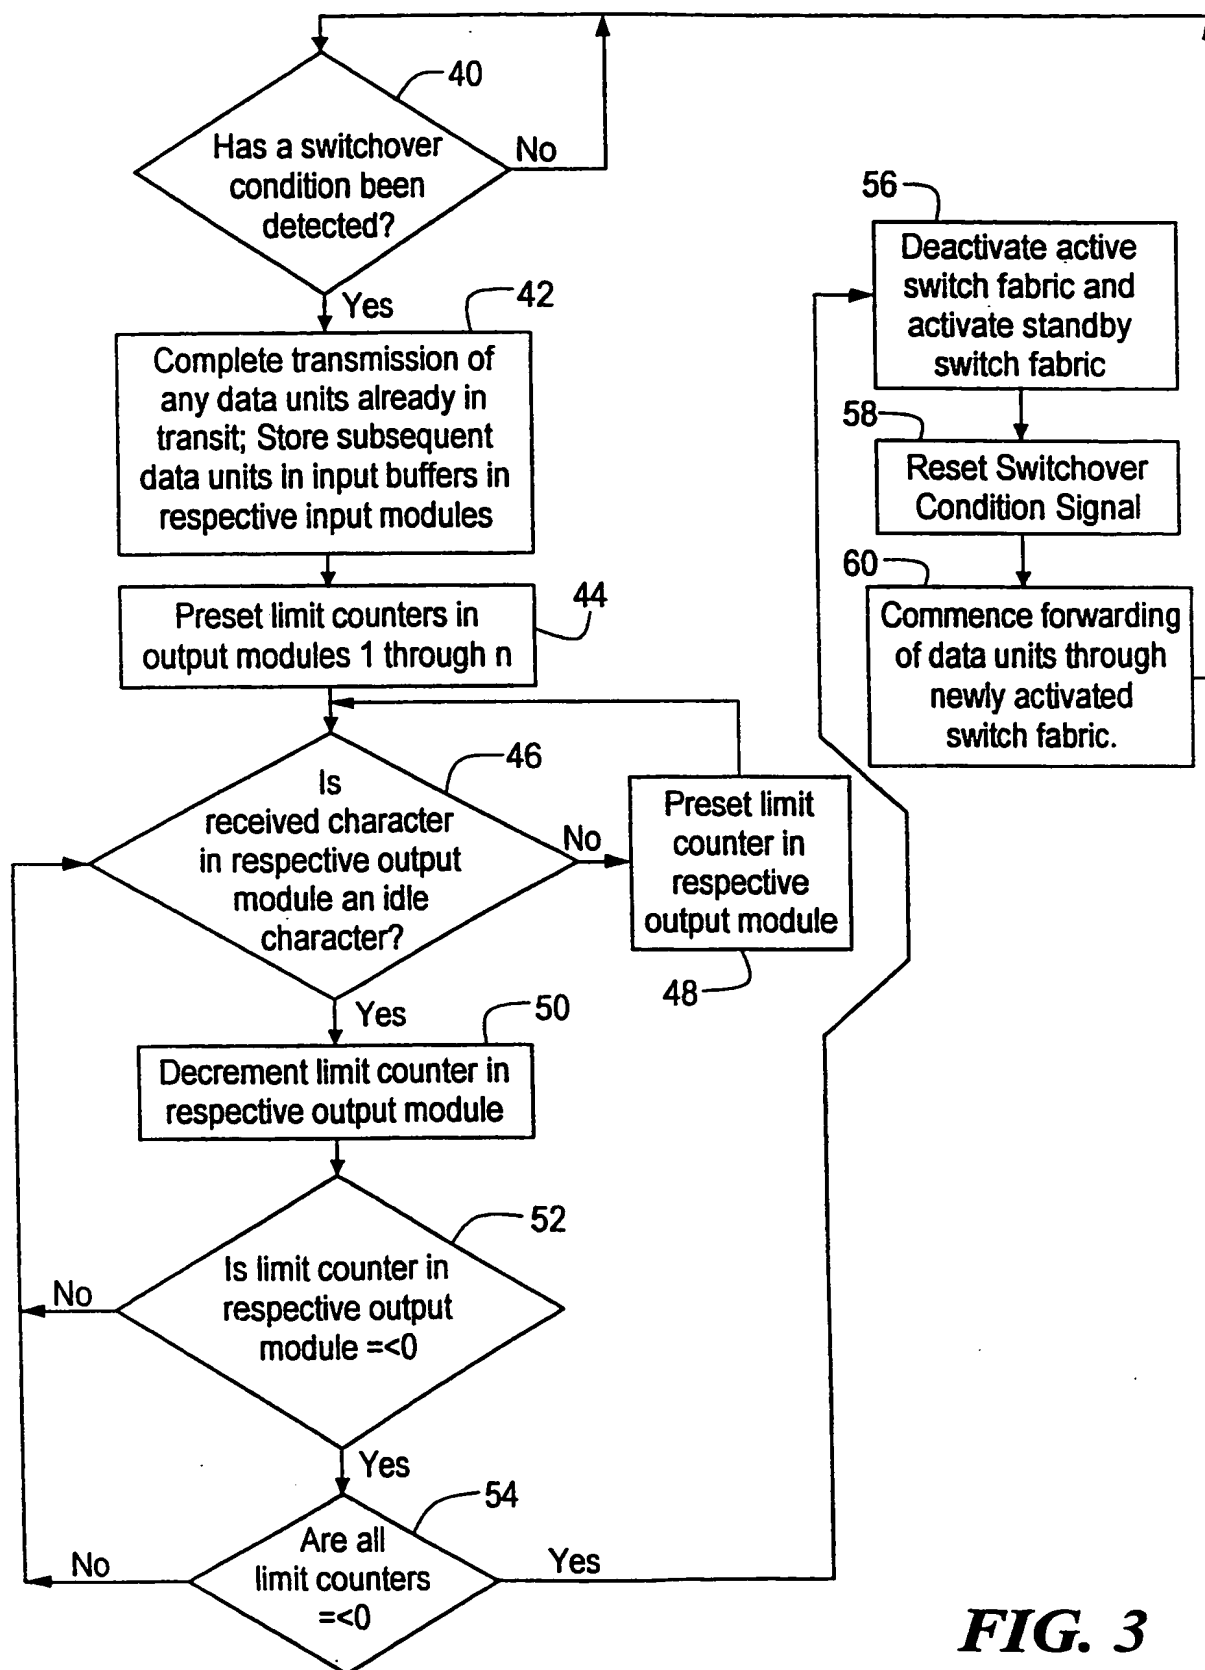 40
Has a switchover
condition been
detected?
No
Yes
42
Complete transmission of
any data units already in
transit; Store subsequent
data units in input buffers in
respective input modules
44
Preset limit counters in
output modules 1 through n
46
Is
received character
in respective output
module an idle
character?
No
Preset limit
counter in
respective
output module
48
Yes
50
Decrement limit counter in
respective output module
52
Is limit counter in
respective output
module =<0
No
Yes
54
Are all
limit counters
=<0
No
Yes
56
Deactivate active
switch fabric and
activate standby
switch fabric
58
Reset Switchover
Condition Signal
60
Commence forwarding
of data units through
newly activated
switch fabric.
FIG. 3